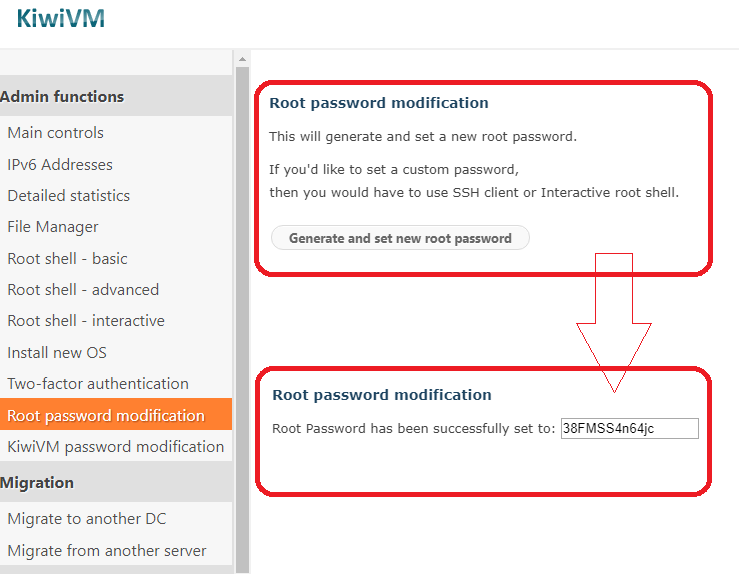 KiwiVM
Admin functions
Main controls
IPv6 Addresses
Detailed statistics
File Manager
Root shell - basic
Root shell - advanced
Root shell - interactive
Install new OS
Two-factor authentication
Root password modification
KiwiVM password modification
Migration
Migrate to another DC
Migrate from another server
Root password modification
This will generate and set a new root password.
If you'd like to set a custom password,
then you would have to use SSH client or Interactive root shell.
Generate and set new root password
Root password modification
Root Password has been successfully set to: 38FMSS4n64jc